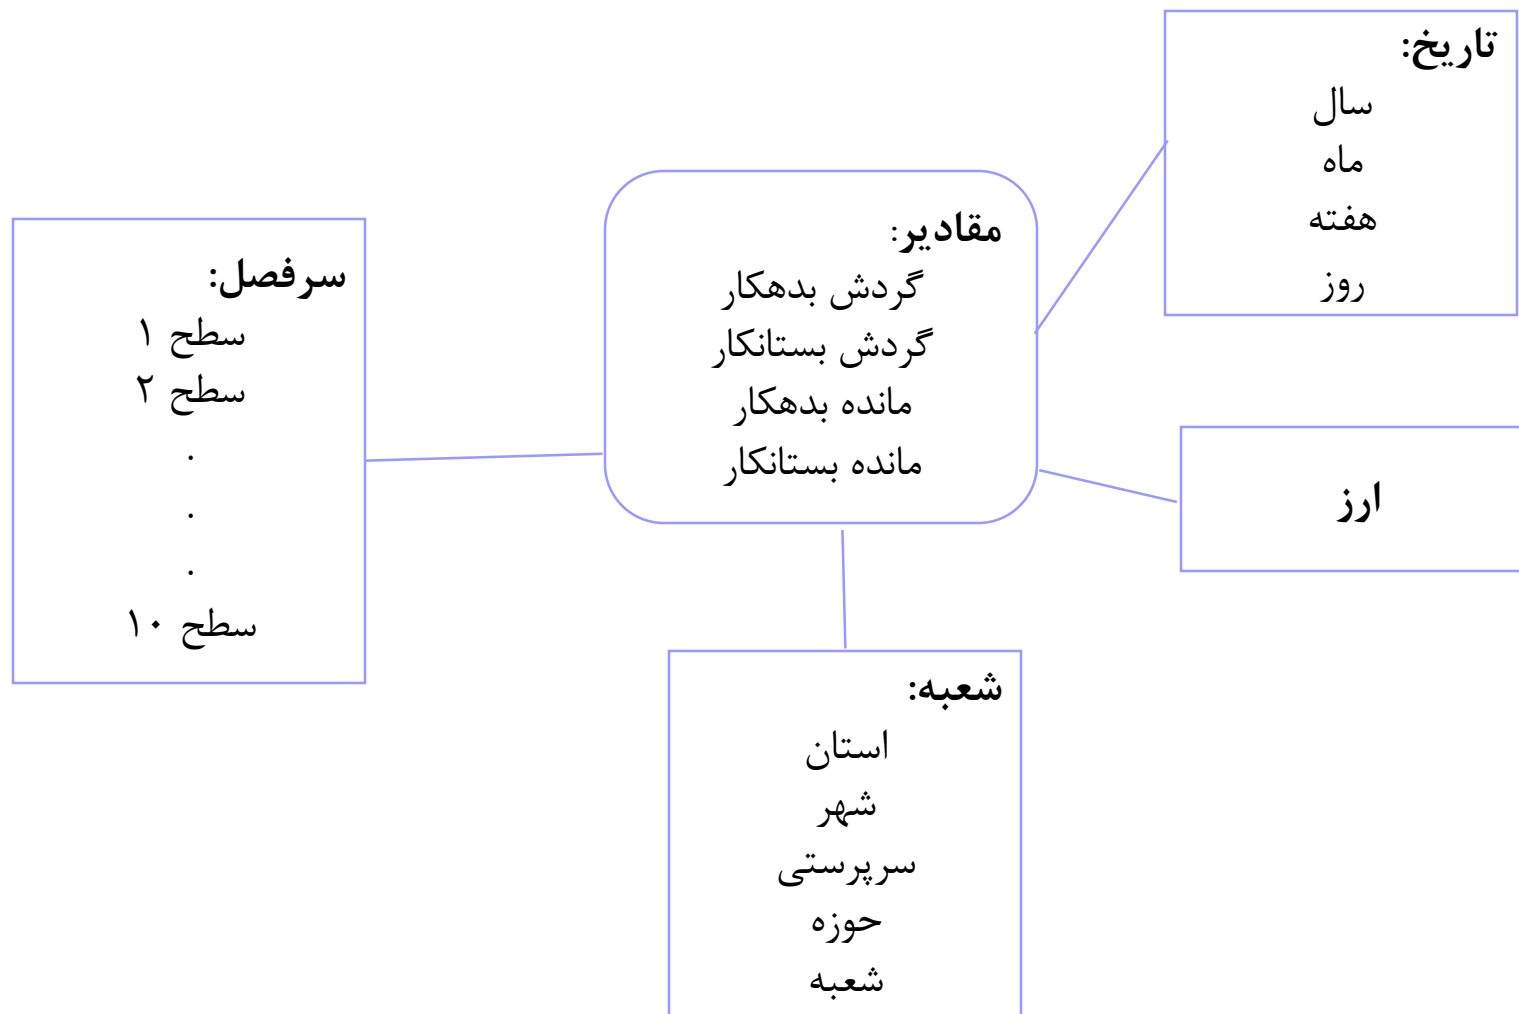 تاریخ:
سال
ماه
هفته
روز
مقادیر:
گردش بدهکار
گردش بستانکار
مانده بدهکار
مانده بستانکار
سرفصل:
سطح ۱
سطح ۲
.
.
.
سطح ۱۰
ارز
شعبه:
استان
شهر
سرپرستی
حوزه
شعبه